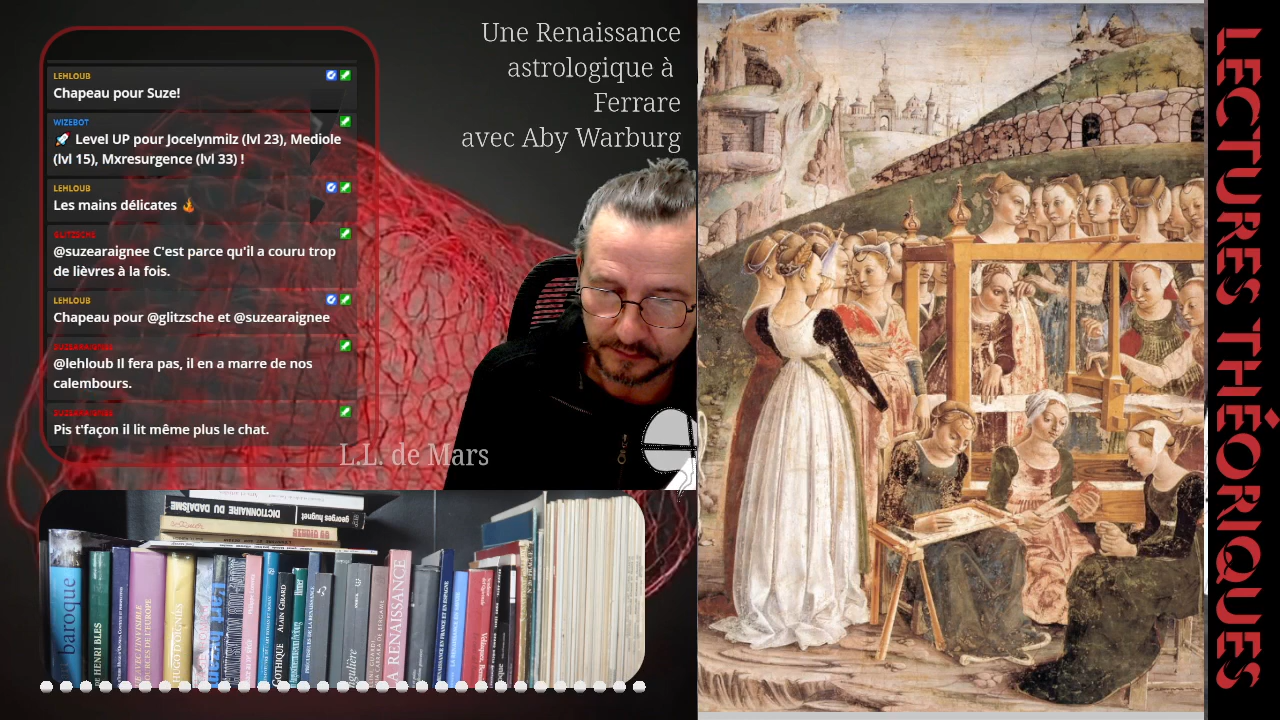 Une Renaissance
astrologique à
Ferrare
avec Aby Warburg
LEHLOUB
Chapeau pour Suze!
WIZEBOT
🚀 Level UP pour Jocelynmilz (lvl 23), Mediole
(lvl 15), Mxresurgence (lvl 33) !
LEHLOUB
Les mains délicates 🔥
GLITZSCHE
@suzearaignee C'est parce qu'il a couru trop
de lièvres à la fois.
LEHLOUB
Chapeau pour @glitzsche et @suzearaignee
SUZEARAIGNEE
@lehloub Il fera pas, il en a marre de nos
calembours.
SUZEARAIGNEE
Pis t'façon il lit même plus le chat.
L.L. de Mars
LECTURES THÉORIQUES
DICTIONNAIRE DU DADAÏSME
georges hugnet
baroque
HENRI BLES
HUGO D'OIGNIES
GOTHIQUE
ALAIN GIRARD
LA RENAISSANCE